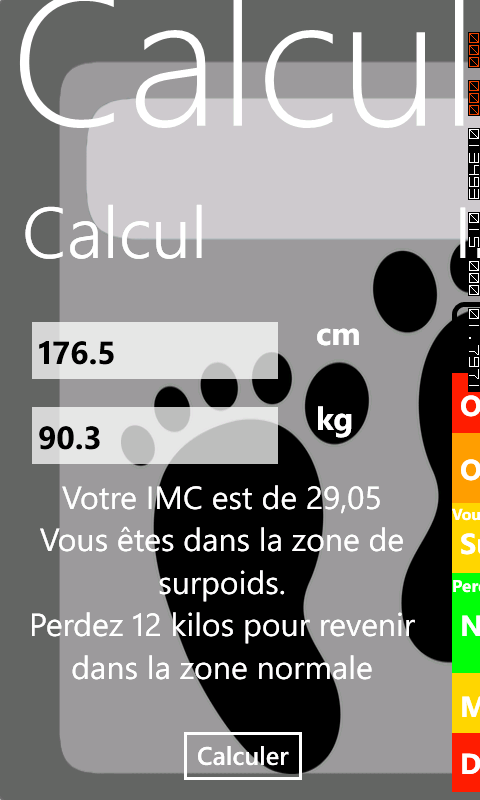 Calcul
Calcul
176.5
cm
90.3
kg
Votre IMC est de 29,05
Vous êtes dans la zone de
surpoids.
Perdez 12 kilos pour revenir
dans la zone normale
Calculer
O
O
Vou
Su
Perd
N
M
D